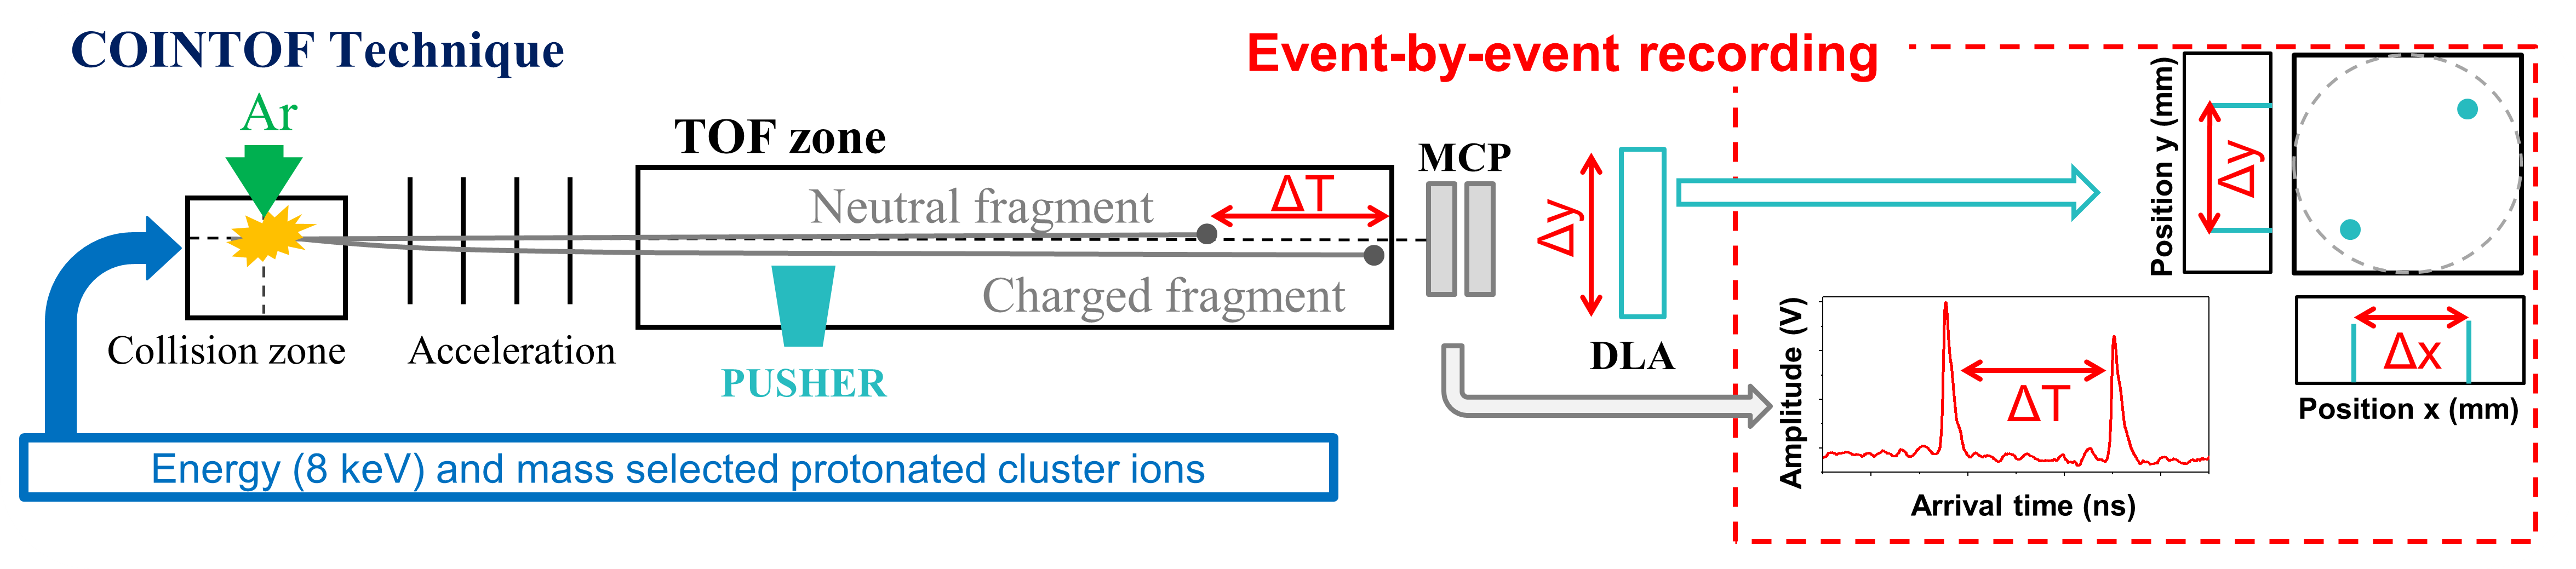 COINTOF Technique
Event-by-event recording
Ar
TOF zone
MCP
Neutral fragment
ΔT
Charged fragment
Δy
Position y (mm)
Δy
Collision zone
Acceleration
PUSHER
DLA
Amplitude (V)
ΔT
Arrival time (ns)
Δx
Position x (mm)
Energy (8 keV) and mass selected protonated cluster ions